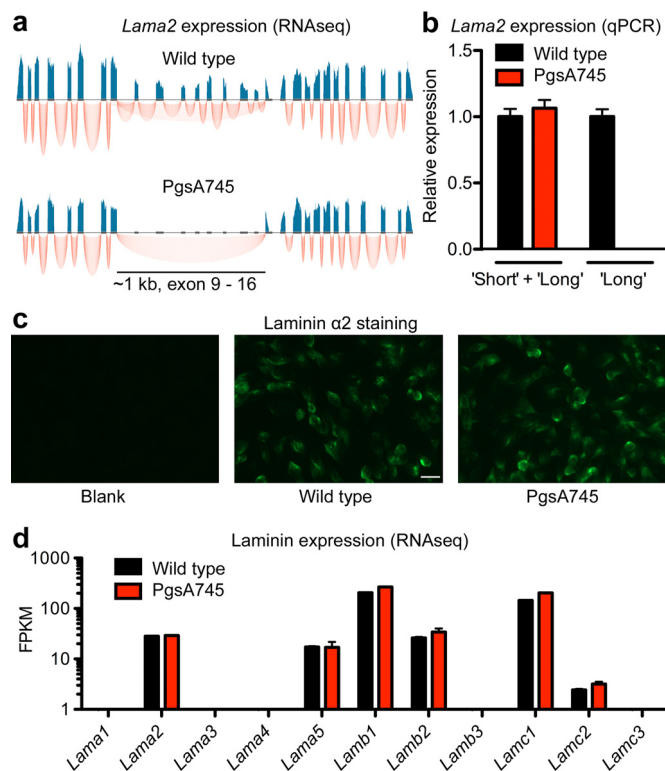 a
Lama2 expression (RNAseq)
Wild type
PgsA745
~1 kb, exon 9 - 16
b
Lama2 expression (qPCR)
Wild type
PgsA745
Relative expression
1.5
1.0
0.5
0.0
'Short' + 'Long'
'Long'
c
Laminin α2 staining
Blank
Wild type
PgsA745
d
Laminin expression (RNAseq)
Wild type
PgsA745
FPKM
1000
100
10
1
Lama1
Lama2
Lama3
Lama4
Lama5
Lamb1
Lamb2
Lamb3
Lamc1
Lamc2
Lamc3